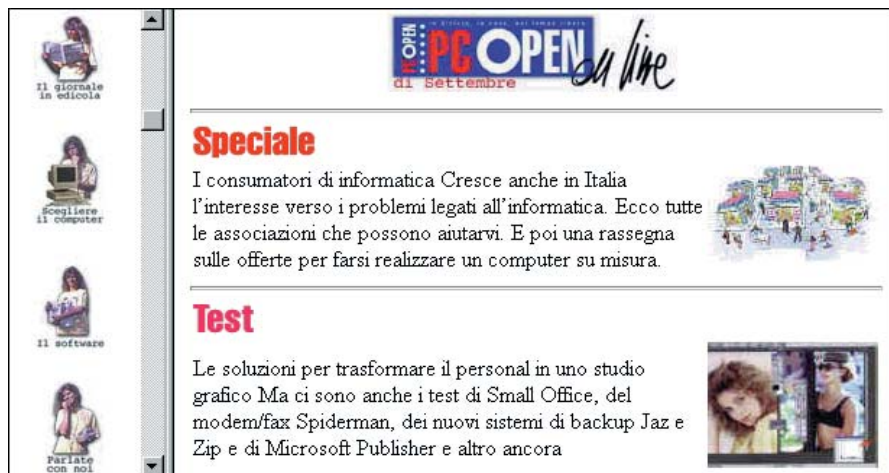 Il giornale
in edicola
Scegliere
il computer
Il software
Parlate
con noi
PC OPEN
PC OPEN on line
di Settembre
Speciale
I consumatori di informatica Cresce anche in Italia
l'interesse verso i problemi legati all'informatica. Ecco tutte
le associazioni che possono aiutarvi. E poi una rassegna
sulle offerte per farsi realizzare un computer su misura.
Test
Le soluzioni per trasformare il personal in uno studio
grafico Ma ci sono anche i test di Small Office, del
modem/fax Spiderman, dei nuovi sistemi di backup Jaz e
Zip e di Microsoft Publisher e altro ancora